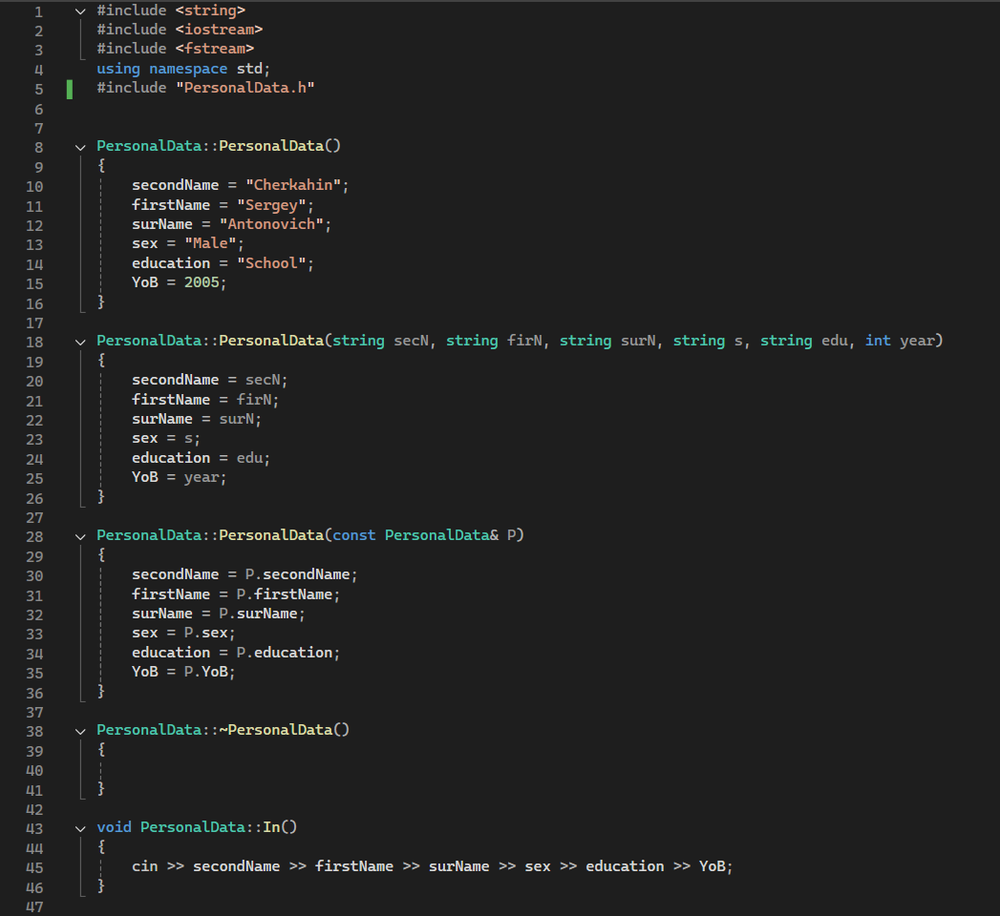 1 #include <string>
2 #include <iostream>
3 #include <fstream>
4 using namespace std;
5 #include "PersonalData.h"
6
7
8 PersonalData::PersonalData()
9 {
10 secondName = "Cherkahin";
11 firstName = "Sergey";
12 surName = "Antonovich";
13 sex = "Male";
14 education = "School";
15 YoB = 2005;
16 }
17
18 PersonalData::PersonalData(string secN, string firN, string surN, string s, string edu, int year)
19 {
20 secondName = secN;
21 firstName = firN;
22 surName = surN;
23 sex = s;
24 education = edu;
25 YoB = year;
26 }
27
28 PersonalData::PersonalData(const PersonalData& P)
29 {
30 secondName = P.secondName;
31 firstName = P.firstName;
32 surName = P.surName;
33 sex = P.sex;
34 education = P.education;
35 YoB = P.YoB;
36 }
37
38 PersonalData::~PersonalData()
39 {
40
41 }
42
43 void PersonalData::In()
44 {
45 cin >> secondName >> firstName >> surName >> sex >> education >> YoB;
46 }
47